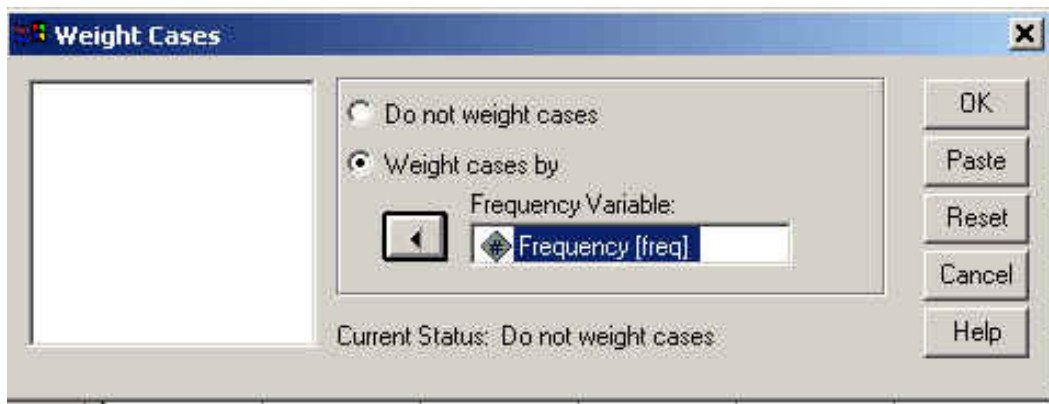 Weight Cases
Do not weight cases
Weight cases by
Frequency Variable:
# Frequency [freq]
Current Status: Do not weight cases
OK
Paste
Reset
Cancel
Help